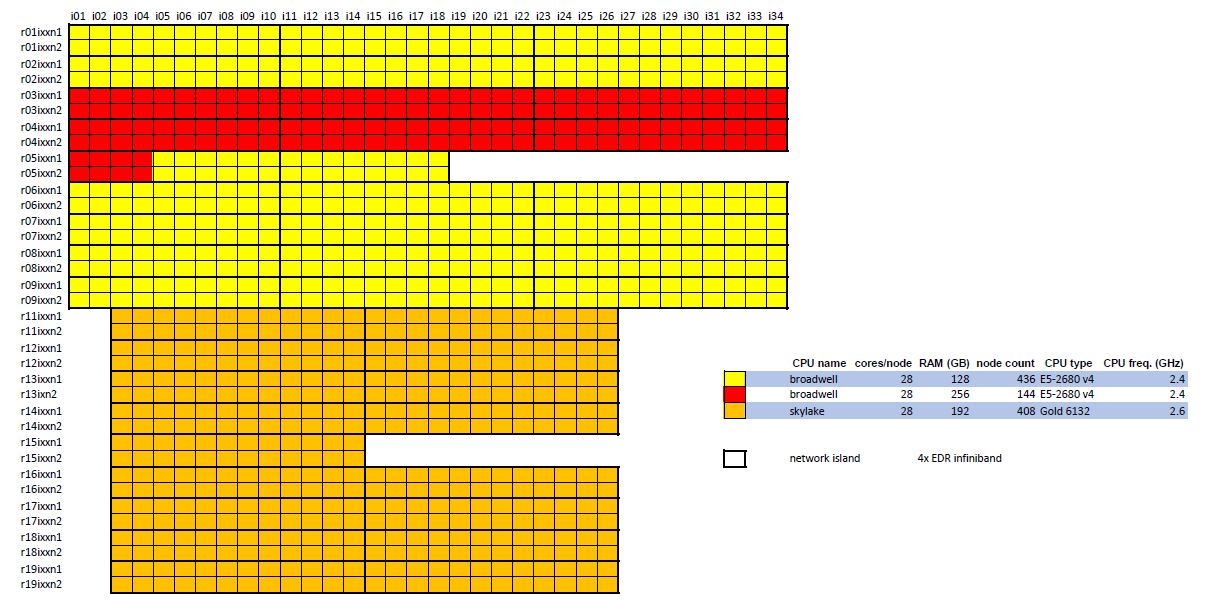 i01 i02 i03 i04 i05 i06 i07 i08 i09 i10 i11 i12 i13 i14 i15 i16 i17 i18 i19 i20 i21 i22 i23 i24 i25 i26 i27 i28 i29 i30 i31 i32 i33 i34
r01ixxn1
r01ixxn2
r02ixxn1
r02ixxn2
r03ixxn1
r03ixxn2
r04ixxn1
r04ixxn2
r05ixxn1
r05ixxn2
r06ixxn1
r06ixxn2
r07ixxn1
r07ixxn2
r08ixxn1
r08ixxn2
r09ixxn1
r09ixxn2
r11ixxn1
r11ixxn2
r12ixxn1
r12ixxn2
r13ixxn1
r13ixn2
r14ixxn1
r14ixxn2
r15ixxn1
r15ixxn2
r16ixxn1
r16ixxn2
r17ixxn1
r17ixxn2
r18ixxn1
r18ixxn2
r19ixxn1
r19ixxn2
CPU name cores/node RAM (GB) node count CPU type CPU freq. (GHz)
broadwell 28 128 436 E5-2680 v4 2.4
broadwell 28 256 144 E5-2680 v4 2.4
skylake 28 192 408 Gold 6132 2.6
network island 4x EDR infiniband